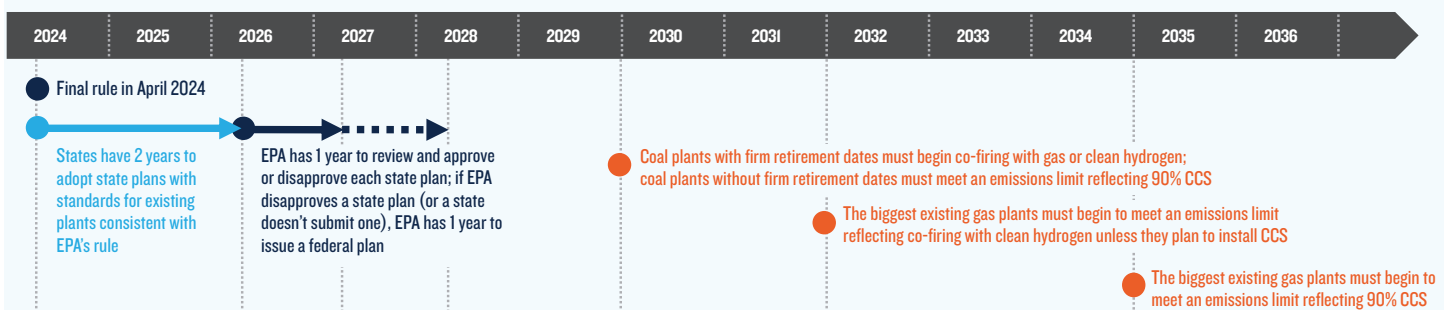 2024 2025 2026 2027 2028 2029 2030 2031 2032 2033 2034 2035 2036
Final rule in April 2024
States have 2 years to
adopt state plans with
standards for existing
plants consistent with
EPA's rule
EPA has 1 year to review and approve
or disapprove each state plan; if EPA
disapproves a state plan (or a state
doesn't submit one), EPA has 1 year to
issue a federal plan
Coal plants with firm retirement dates must begin co-firing with gas or clean hydrogen;
coal plants without firm retirement dates must meet an emissions limit reflecting 90% CCS
The biggest existing gas plants must begin to meet an emissions limit
reflecting co-firing with clean hydrogen unless they plan to install CCS
The biggest existing gas plants must begin to
meet an emissions limit reflecting 90% CCS